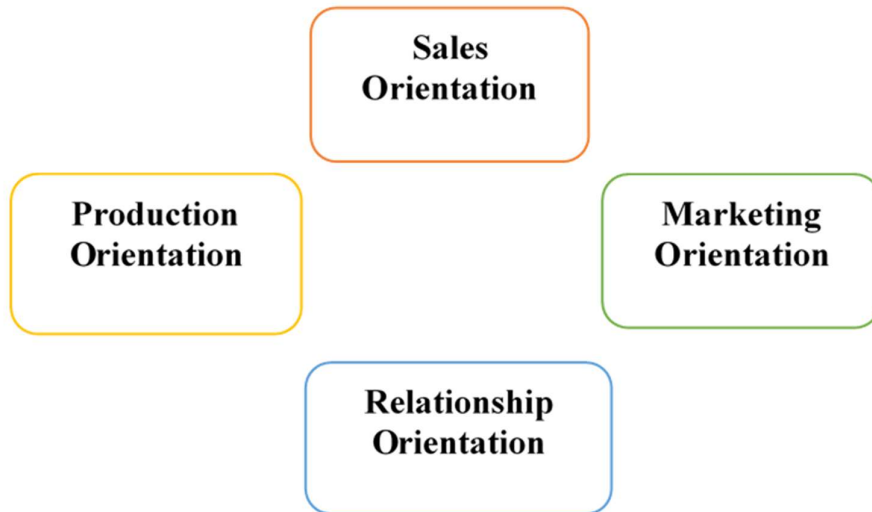 Sales
Orientation
Production
Orientation
Marketing
Orientation
Relationship
Orientation